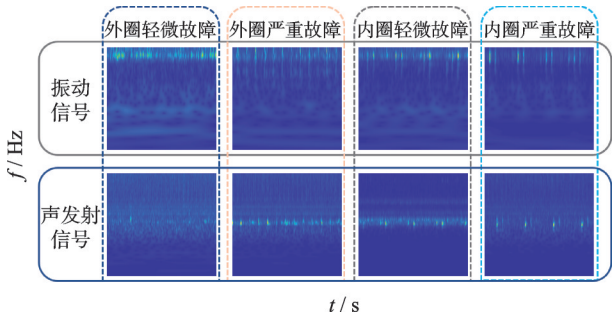 外圈轻微故障 外圈严重故障 内圈轻微故障 内圈严重故障
振动
信号
f / Hz
声发射
信号
t / s